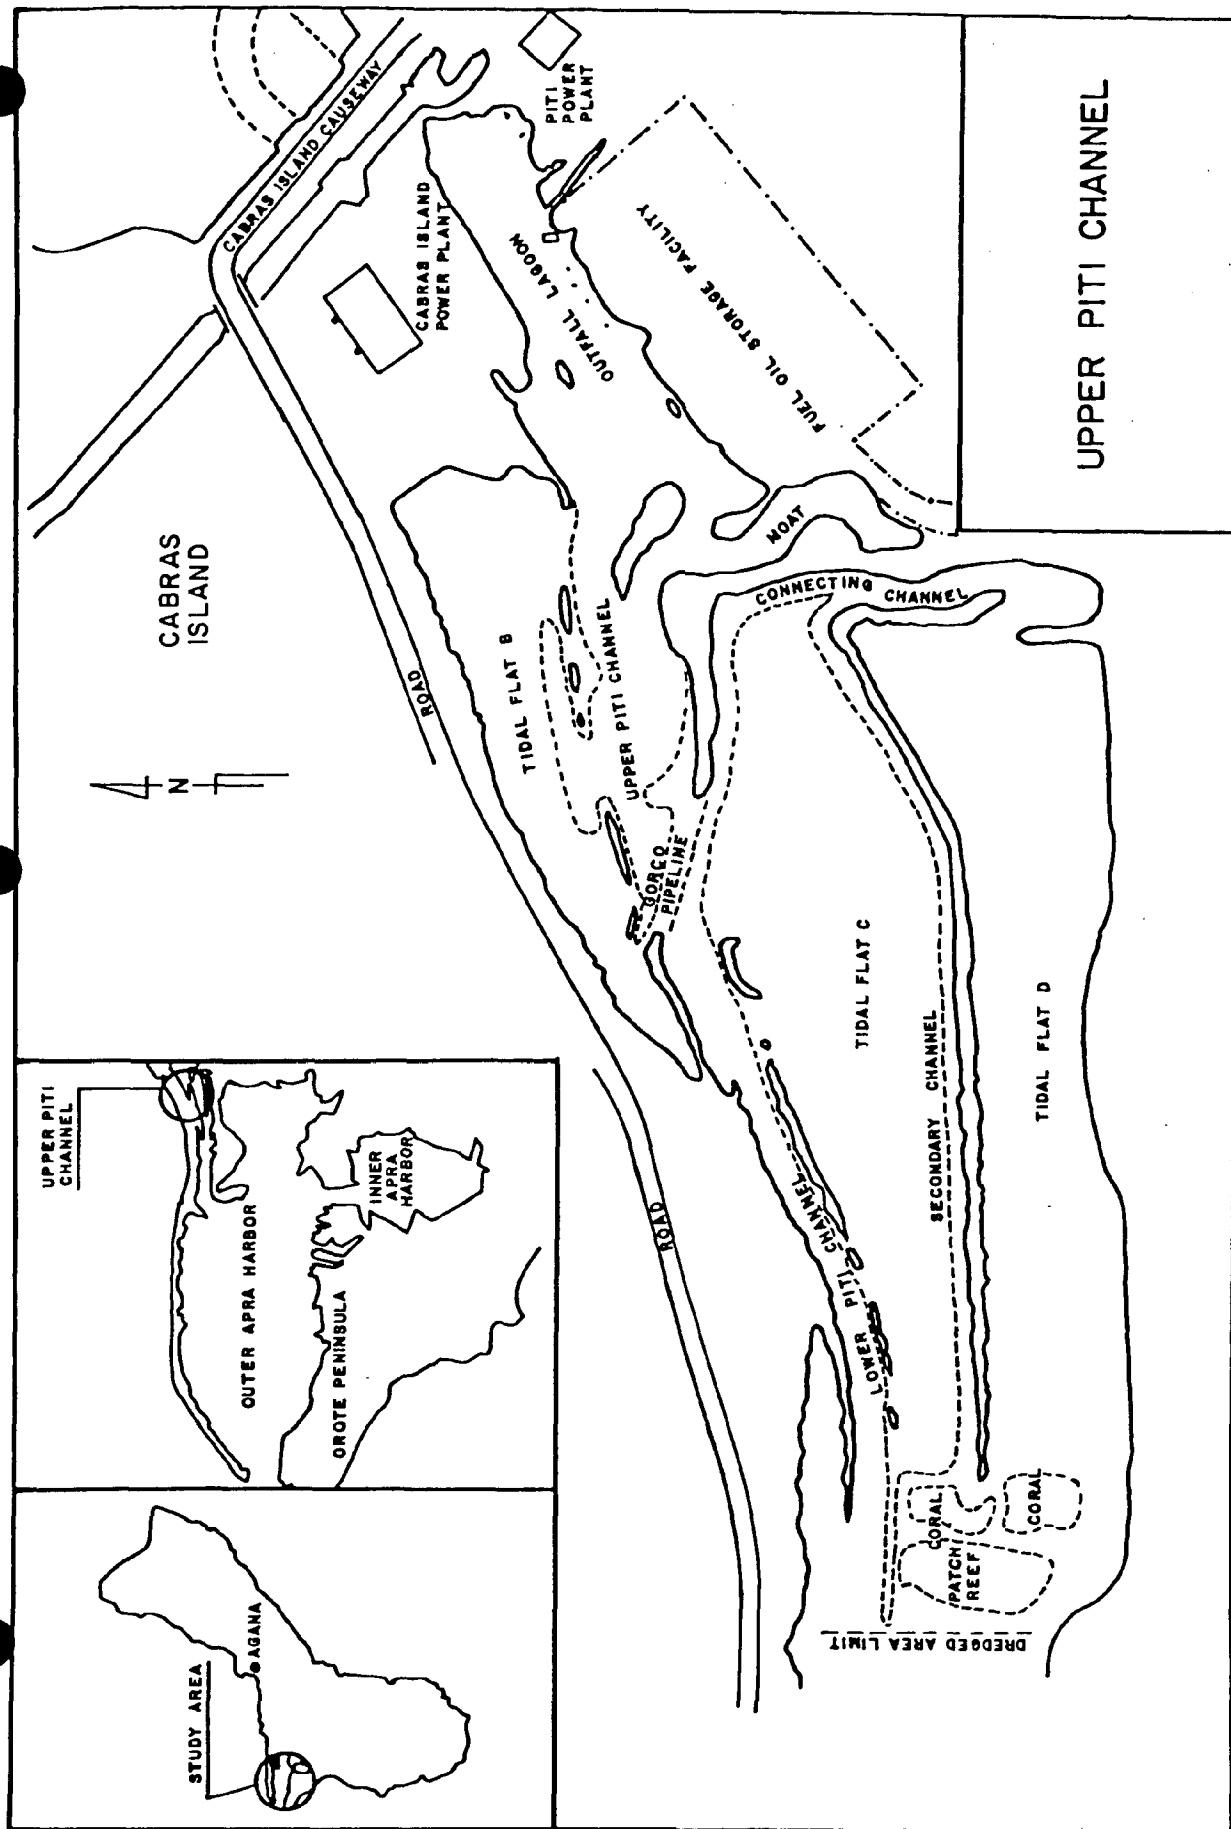 STUDY AREA
AGANA
UPPER PITI
CHANNEL
OUTER APRA HARBOR
INNER
APRA
HARBOR
OROTE PENINSULA
CABRAS
ISLAND
N
CABRAS ISLAND CAUSEWAY
ROAD
ROAD
CABRAS ISLAND
POWER PLANT
PITI
POWER
PLANT
OUTFALL LAGOON
FUEL OIL STORAGE FACILITY
TIDAL FLAT B
UPPER PITI CHANNEL
GORCO
PIPELINE
MOAT
CONNECTING CHANNEL
LOWER PITI CHANNEL
TIDAL FLAT C
SECONDARY CHANNEL
TIDAL FLAT D
CORAL
CORAL
PATCH
REEF
DREDGED AREA LIMIT
UPPER PITI CHANNEL